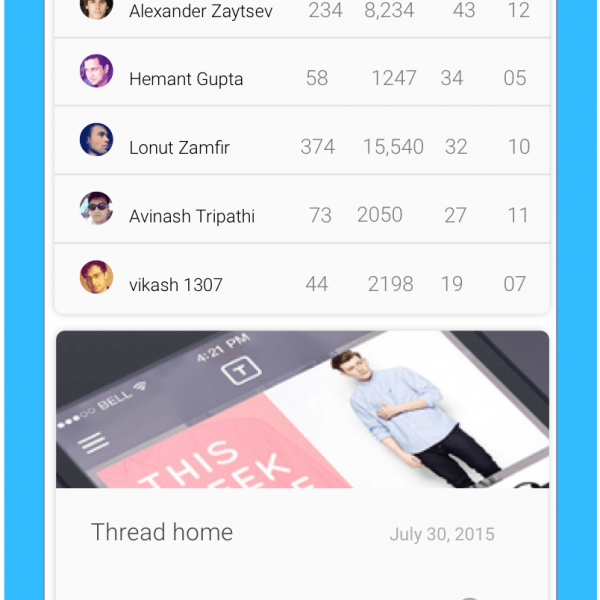 Alexander Zaytsev 234 8,234 43 12
Hemant Gupta 58 1247 34 05
Lonut Zamfir 374 15,540 32 10
Avinash Tripathi 73 2050 27 11
vikash 1307 44 2198 19 07
4:21 PM
BELL
T
THIS
Thread home July 30, 2015